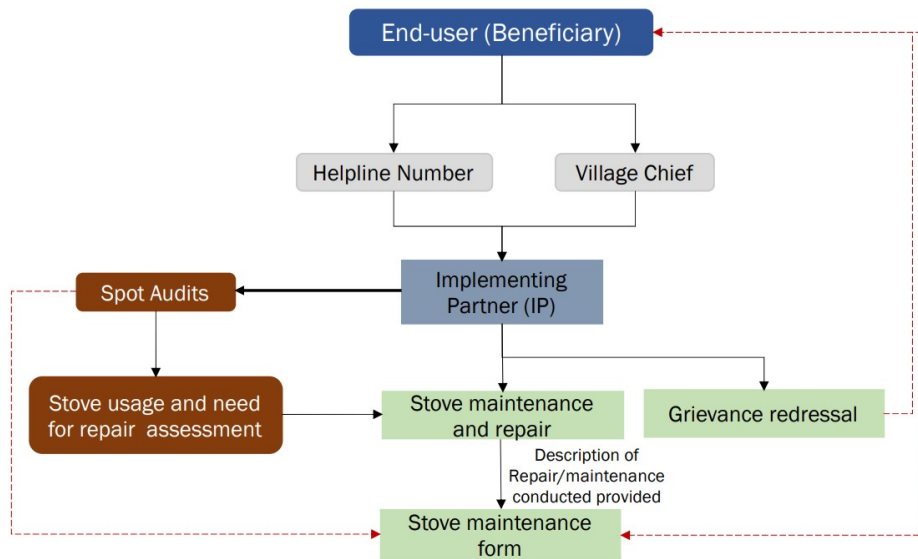 End-user (Beneficiary)
Helpline Number
Village Chief
Implementing
Partner (IP)
Spot Audits
Stove usage and need
for repair assessment
Stove maintenance
and repair
Grievance redressal
Description of
Repair/maintenance
conducted provided
Stove maintenance
form